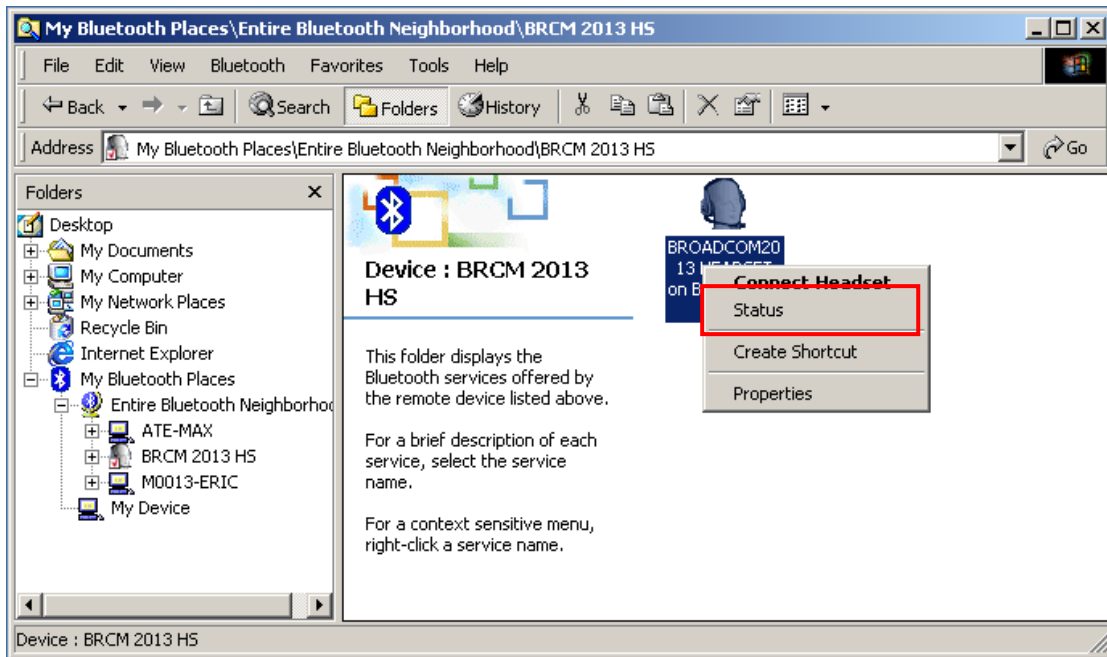 My Bluetooth Places\Entire Bluetooth Neighborhood\BRCM 2013 HS
File Edit View Bluetooth Favorites Tools Help
Back Search Folders History
Address My Bluetooth Places\Entire Bluetooth Neighborhood\BRCM 2013 HS Go
Folders
Desktop
My Documents
My Computer
My Network Places
Recycle Bin
Internet Explorer
My Bluetooth Places
Entire Bluetooth Neighborhoo
ATE-MAX
BRCM 2013 HS
M0013-ERIC
My Device
Device : BRCM 2013
HS
This folder displays the
Bluetooth services offered by
the remote device listed above.
For a brief description of each
service, select the service
name.
For a context sensitive menu,
right-click a service name.
BROADCOM20
13 HEADSET
on B
Connect Headset
Status
Create Shortcut
Properties
Device : BRCM 2013 HS